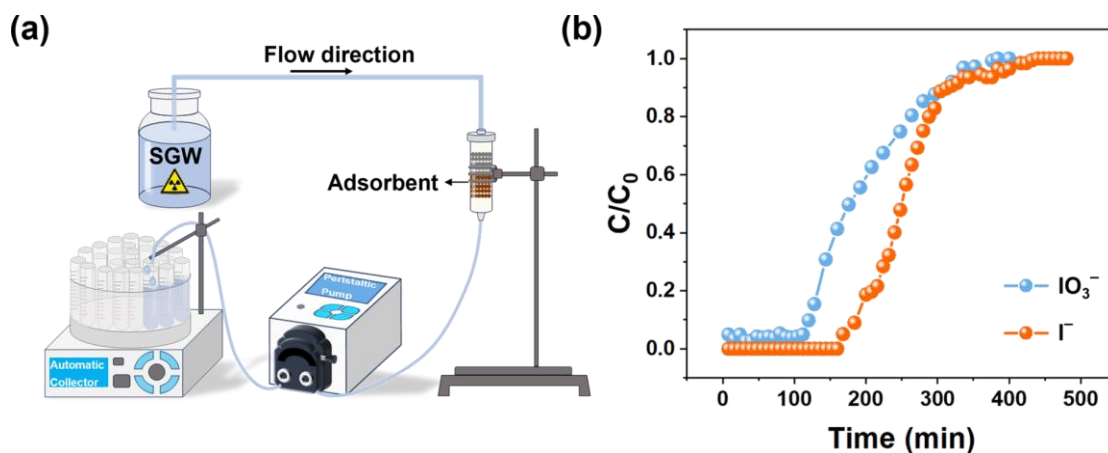 (a)
Flow direction
SGW
Adsorbent
Peristaltic
Pump
Automatic
Collector
(b)
C/C₀
1.0
0.8
0.6
0.4
0.2
0.0
IO₃⁻
I⁻
0 100 200 300 400 500
Time (min)